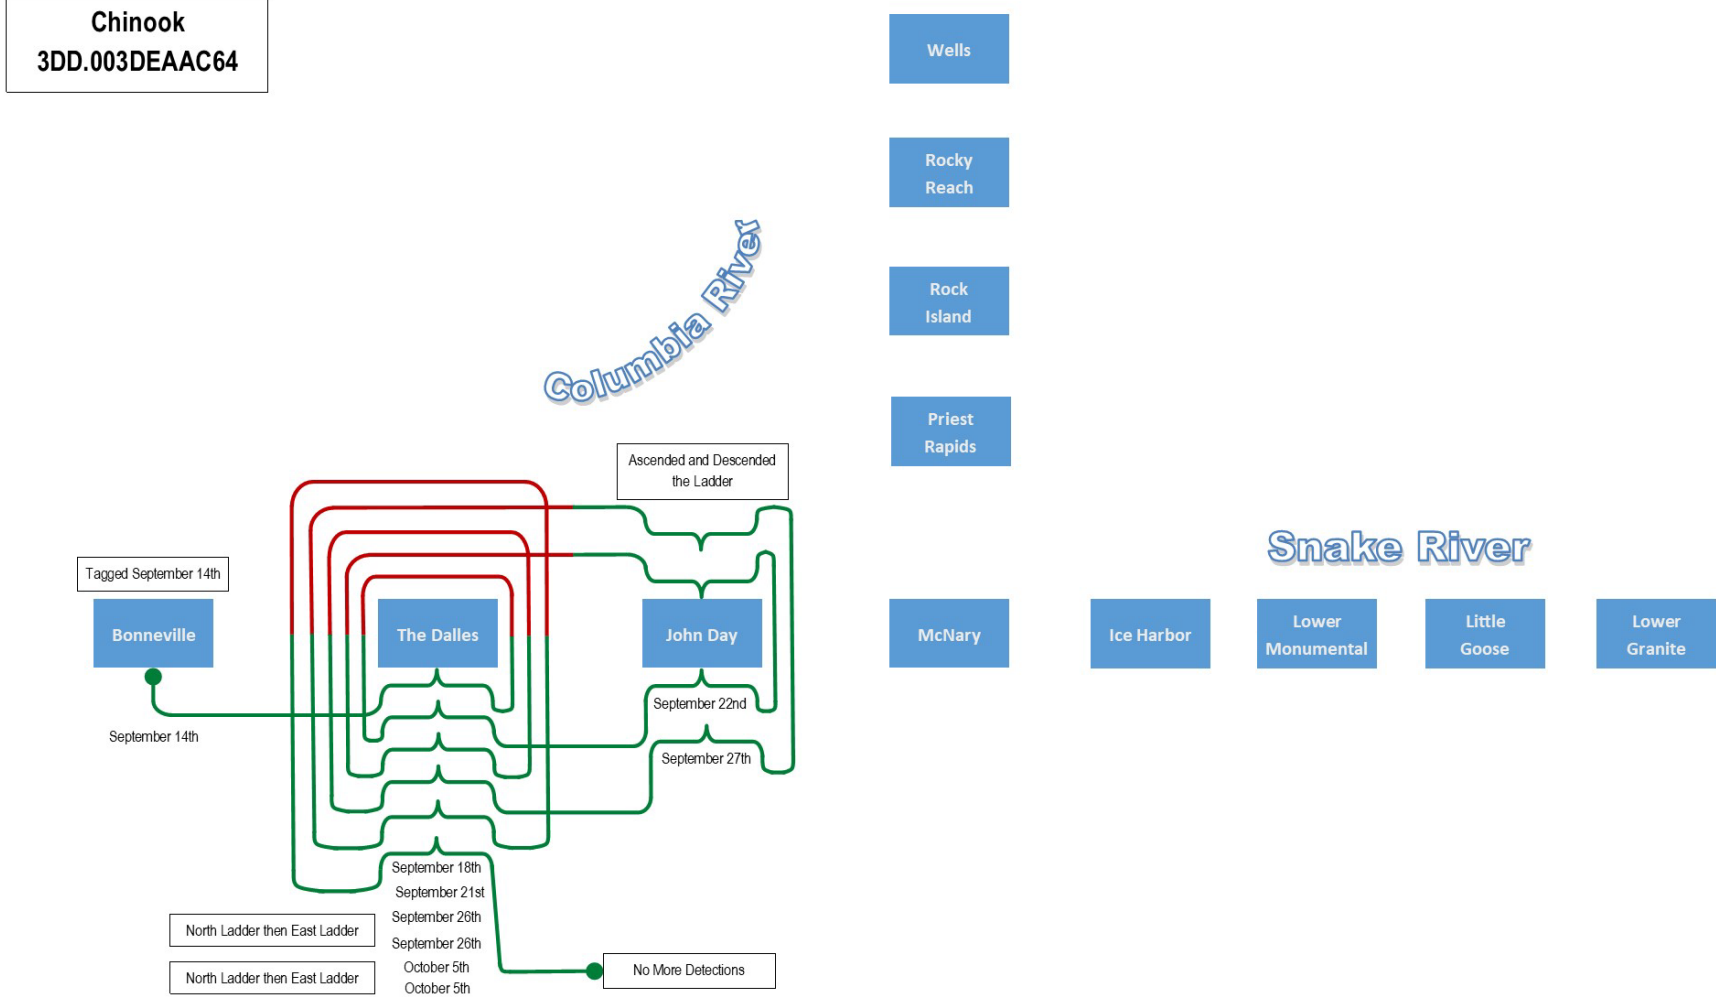 Chinook
3DD.003DEAAC64
Wells
Rocky
Reach
Columbia River
Rock
Island
Priest
Rapids
Ascended and Descended
the Ladder
Snake River
Tagged September 14th
Bonneville
The Dalles
John Day
McNary
Ice Harbor
Lower
Monumental
Little
Goose
Lower
Granite
September 14th
September 22nd
September 27th
September 18th
September 21st
September 26th
North Ladder then East Ladder
September 26th
October 5th
North Ladder then East Ladder
October 5th
No More Detections